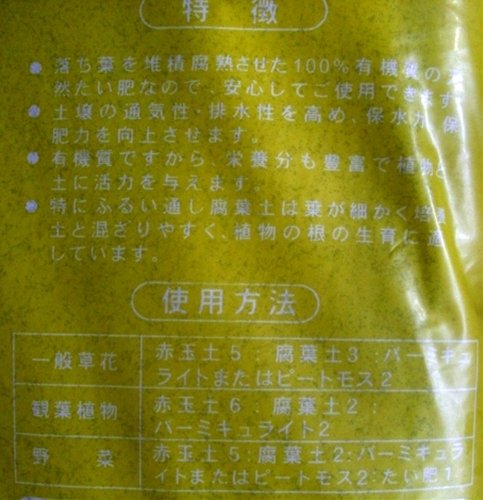 特徴
●落ち葉を堆積腐熟させた100%有機質の
然たい肥なので、安心してご使用できます
●土壌の通気性・排水性を高め、保水力 保
肥力を向上させます。
●有機質ですから、栄養分も豊富で植物と
土に活力を与えます。
●特にふるい通し腐葉土は葉が細かく培養
土と混ざりやすく、植物の根の生育に適
しています。
使用方法
一般草花 赤玉土5:腐葉土3:バーミキュ
ライトまたはピートモス2
観葉植物 赤玉土6:腐葉土2:
バーミキュライト2
野菜 赤玉土5:腐葉土2:バーミキュラ
イトまたはピートモス2:たい肥1